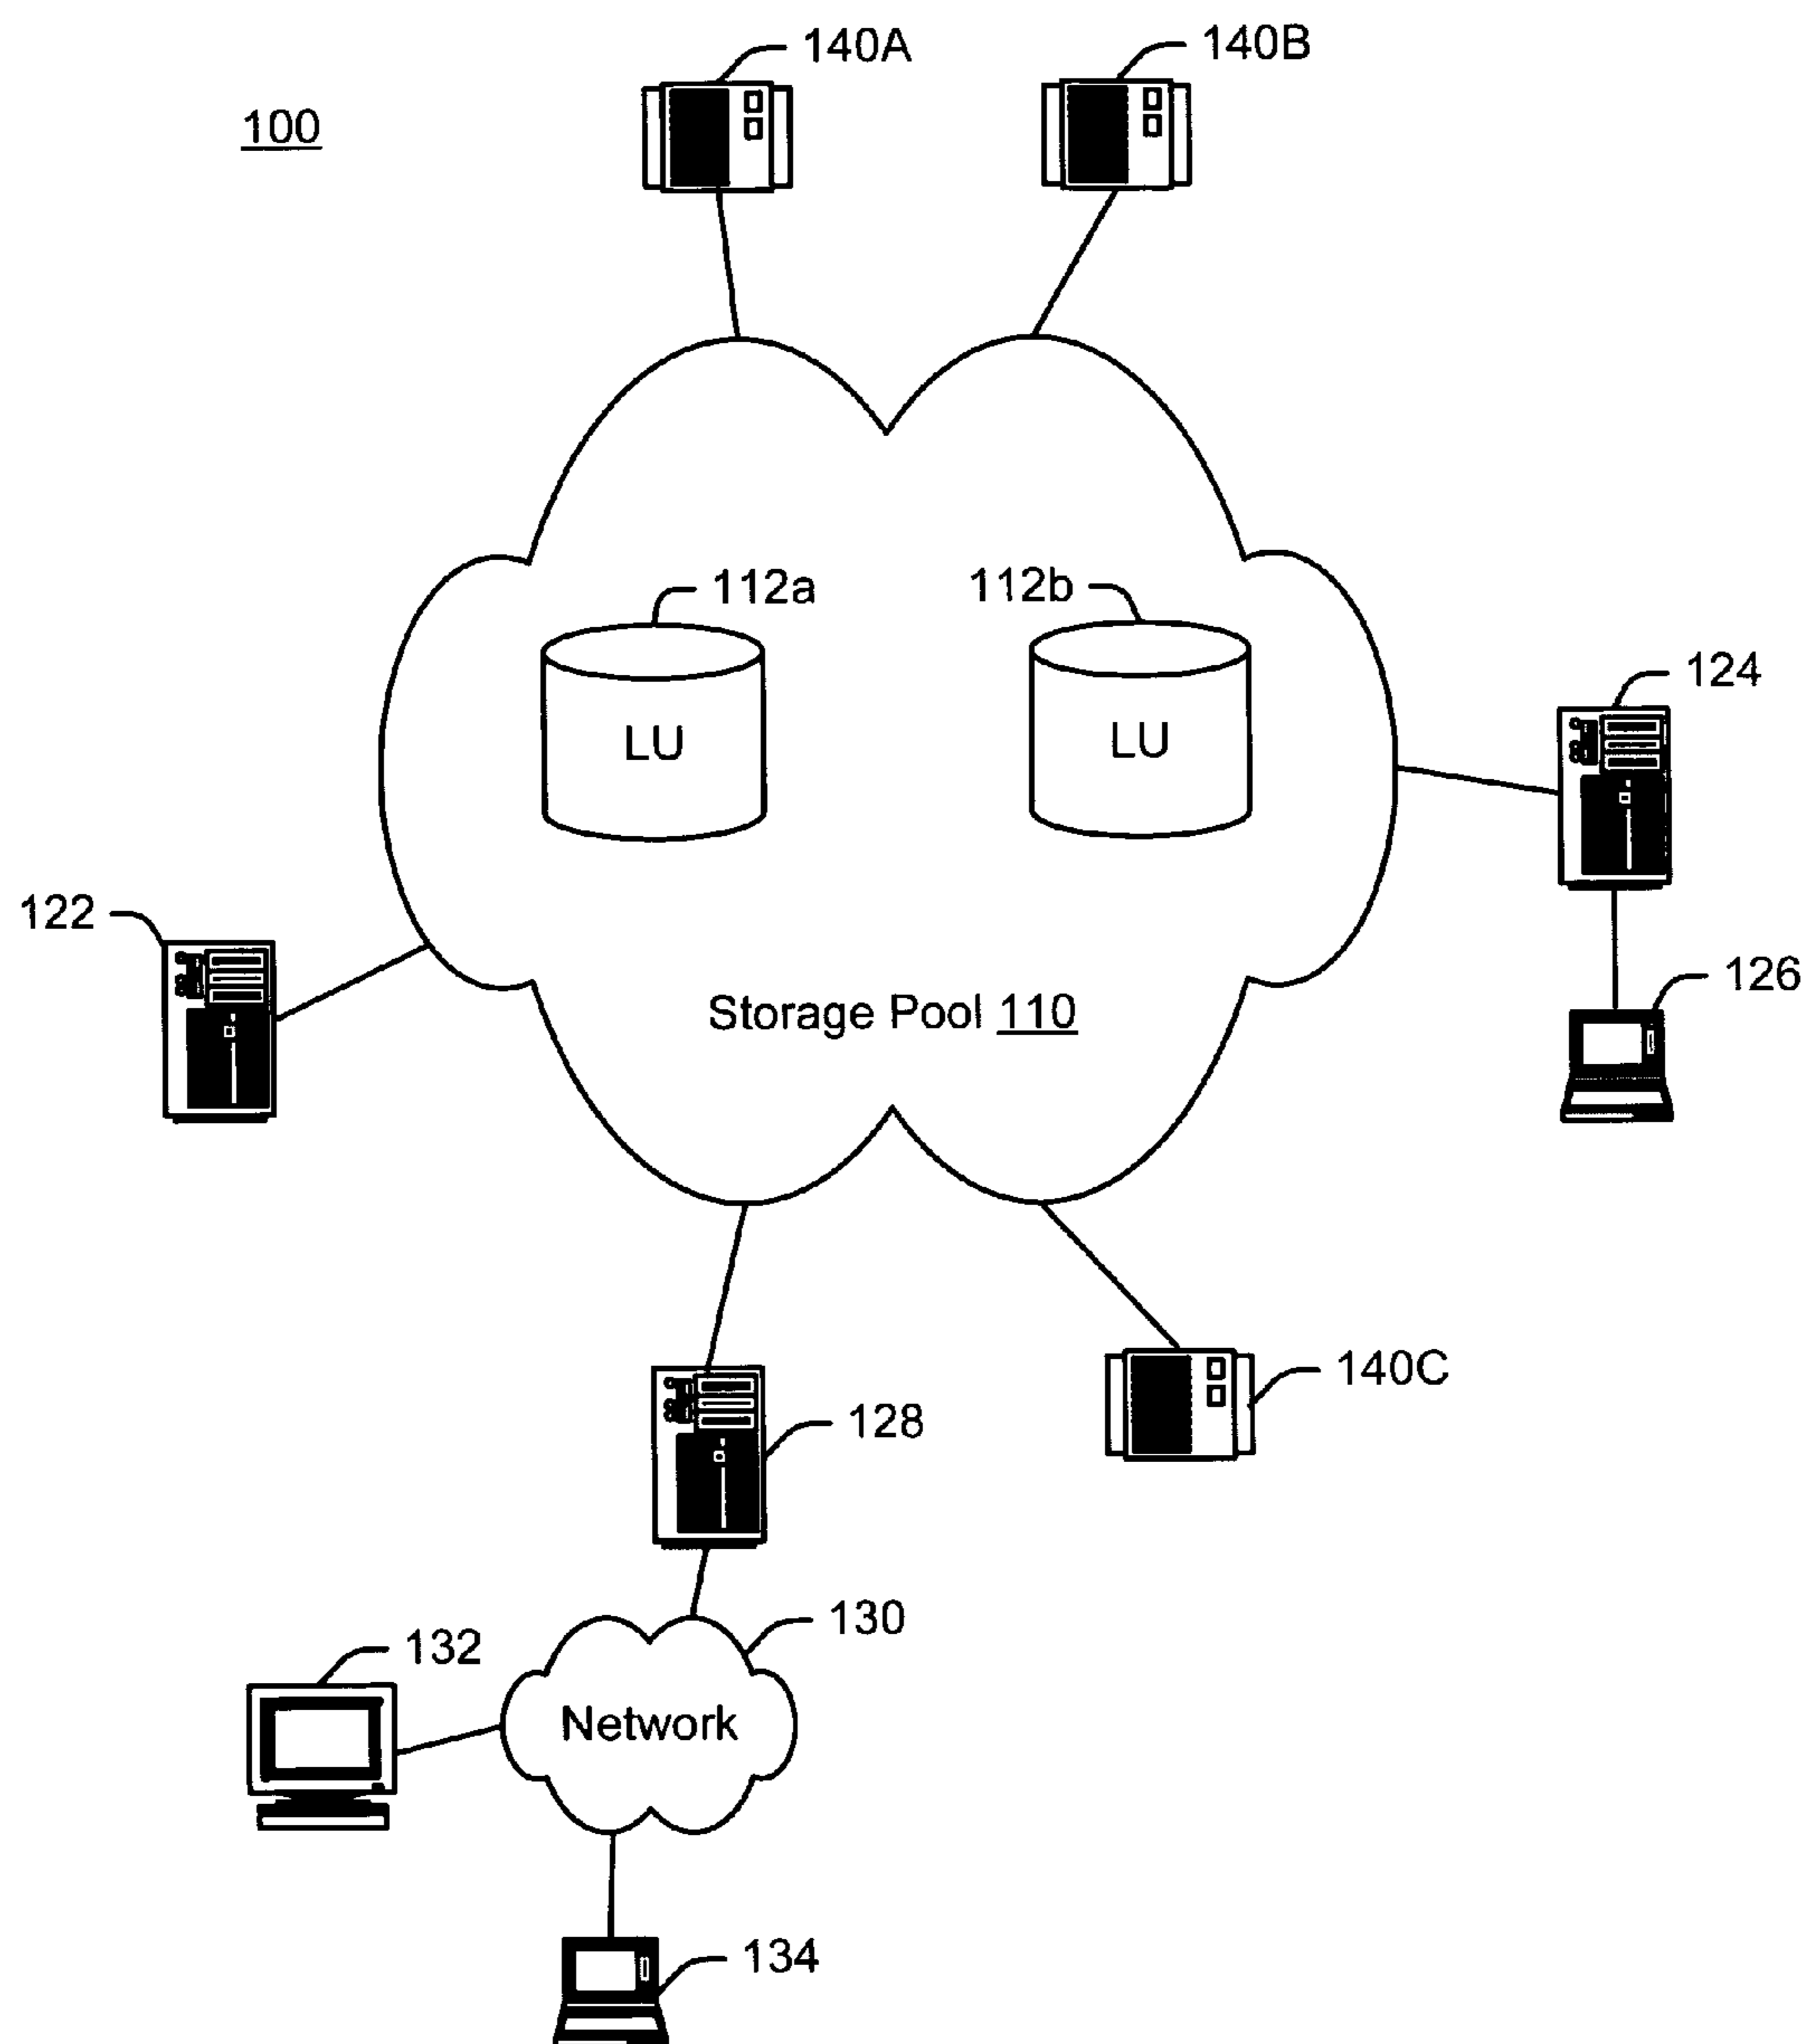 140A
140B
100
112a
112b
LU
LU
124
122
126
Storage Pool 110
140C
128
130
132
Network
134